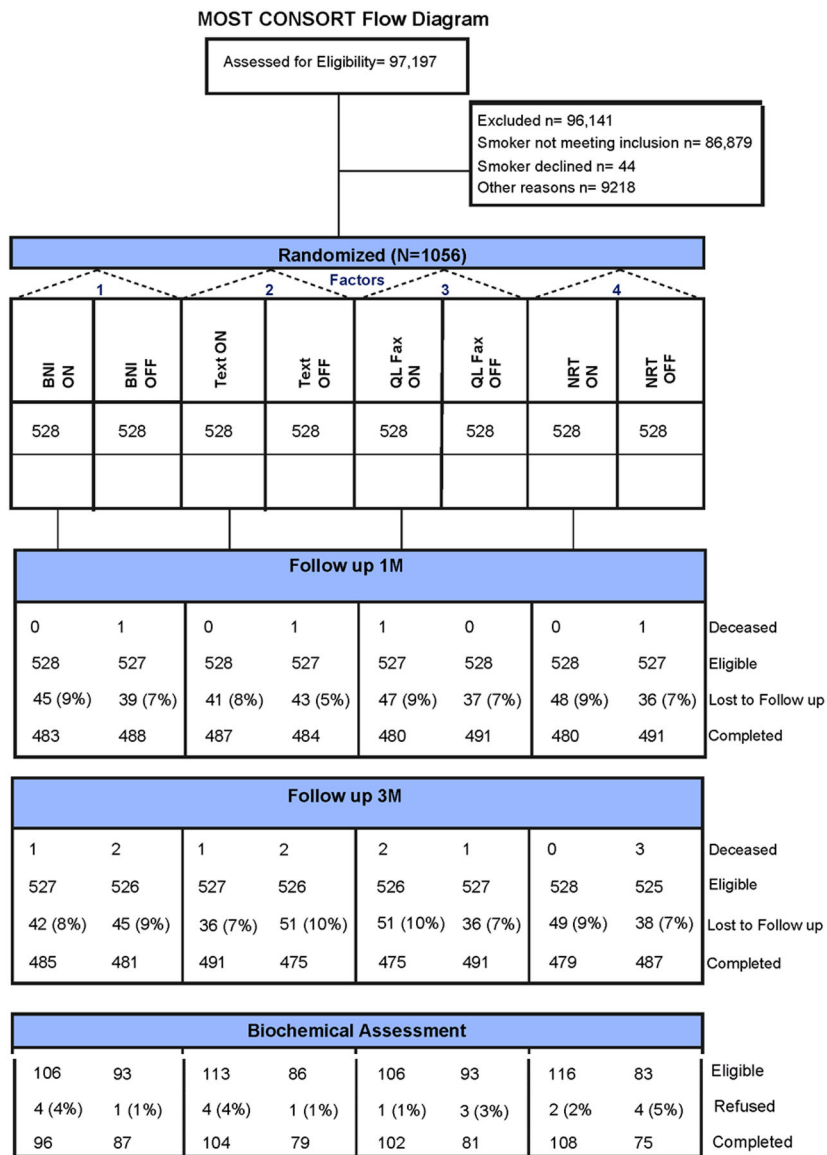 MOST CONSORT Flow Diagram
Assessed for Eligibility= 97,197
Excluded n= 96,141
Smoker not meeting inclusion n= 86,879
Smoker declined n= 44
Other reasons n= 9218
Randomized (N=1056)
Factors
1 2 3 4
BNI ON BNI OFF Text ON Text OFF QL Fax ON QL Fax OFF NRT ON NRT OFF
528 528 528 528 528 528 528 528
Follow up 1M
0 1 0 1 1 0 0 1 Deceased
528 527 528 527 527 528 528 527 Eligible
45 (9%) 39 (7%) 41 (8%) 43 (5%) 47 (9%) 37 (7%) 48 (9%) 36 (7%) Lost to Follow up
483 488 487 484 480 491 480 491 Completed
Follow up 3M
1 2 1 2 2 1 0 3 Deceased
527 526 527 526 526 527 528 525 Eligible
42 (8%) 45 (9%) 36 (7%) 51 (10%) 51 (10%) 36 (7%) 49 (9%) 38 (7%) Lost to Follow up
485 481 491 475 475 491 479 487 Completed
Biochemical Assessment
106 93 113 86 106 93 116 83 Eligible
4 (4%) 1 (1%) 4 (4%) 1 (1%) 1 (1%) 3 (3%) 2 (2% 4 (5%) Refused
96 87 104 79 102 81 108 75 Completed